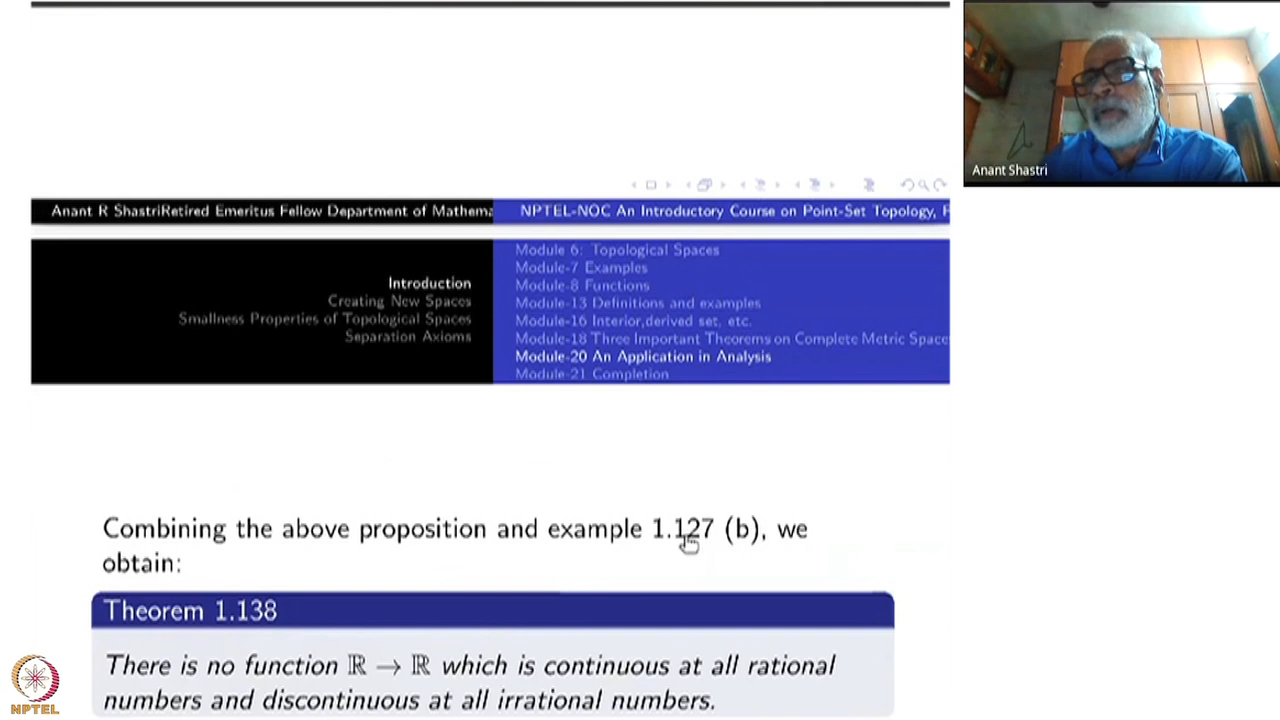 Anant Shastri
Anant R ShastriRetired Emeritus Fellow Department of Mathema
NPTEL-NOC An Introductory Course on Point-Set Topology, P
Introduction
Creating New Spaces
Smallness Properties of Topological Spaces
Separation Axioms
Module 6: Topological Spaces
Module-7 Examples
Module-8 Functions
Module-13 Definitions and examples
Module-16 Interior,derived set, etc.
Module-18 Three Important Theorems on Complete Metric Space
Module-20 An Application in Analysis
Module-21 Completion
Combining the above proposition and example 1.127 (b), we
obtain:
Theorem 1.138
There is no function ℝ → ℝ which is continuous at all rational
numbers and discontinuous at all irrational numbers.
NPTEL